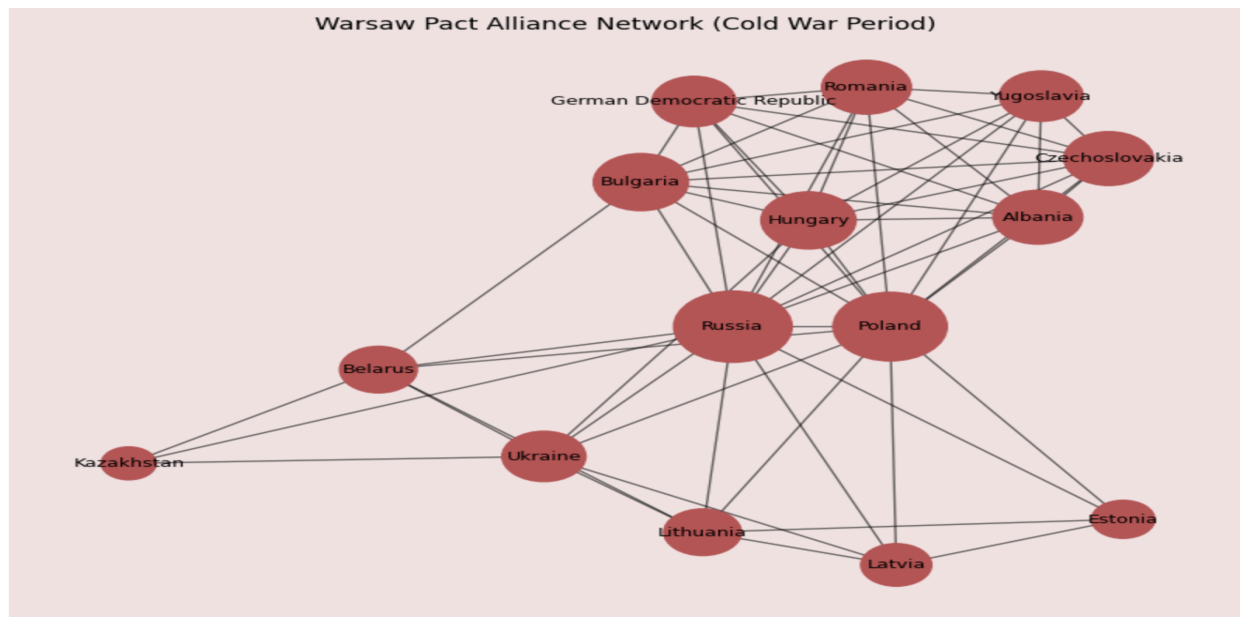 Warsaw Pact Alliance Network (Cold War Period)
Romania
Yugoslavia
German Democratic Republic
Czechoslovakia
Bulgaria
Albania
Hungary
Russia
Poland
Belarus
Ukraine
Kazakhstan
Estonia
Lithuania
Latvia